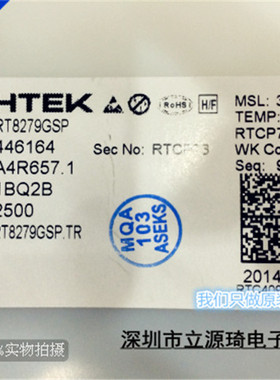 HTEK
RoHS
H/F
MSL: 3
RT8279GSP
TEMP:
446164
RTCP7
A4R657.1
Sec No: RTCP
WK Co
1BQ2B
Seq:
2500
RT8279GSP.TR
MQA
103
ASEKS
我们只做原
2014
实物拍摄
深圳市立源琦电子